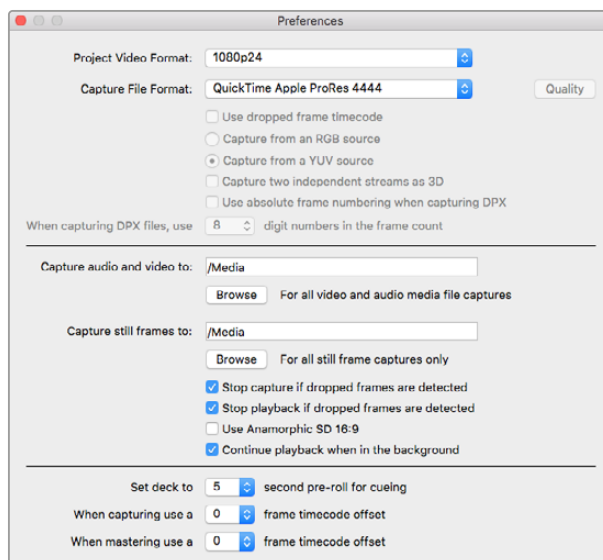 Preferences
Project Video Format: 1080p24
Capture File Format: QuickTime Apple ProRes 4444 Quality
Use dropped frame timecode
Capture from an RGB source
Capture from a YUV source
Capture two independent streams as 3D
Use absolute frame numbering when capturing DPX
When capturing DPX files, use 8 digit numbers in the frame count
Capture audio and video to: /Media
Browse For all video and audio media file captures
Capture still frames to: /Media
Browse For all still frame captures only
Stop capture if dropped frames are detected
Stop playback if dropped frames are detected
Use Anamorphic SD 16:9
Continue playback when in the background
Set deck to 5 second pre-roll for cueing
When capturing use a 0 frame timecode offset
When mastering use a 0 frame timecode offset